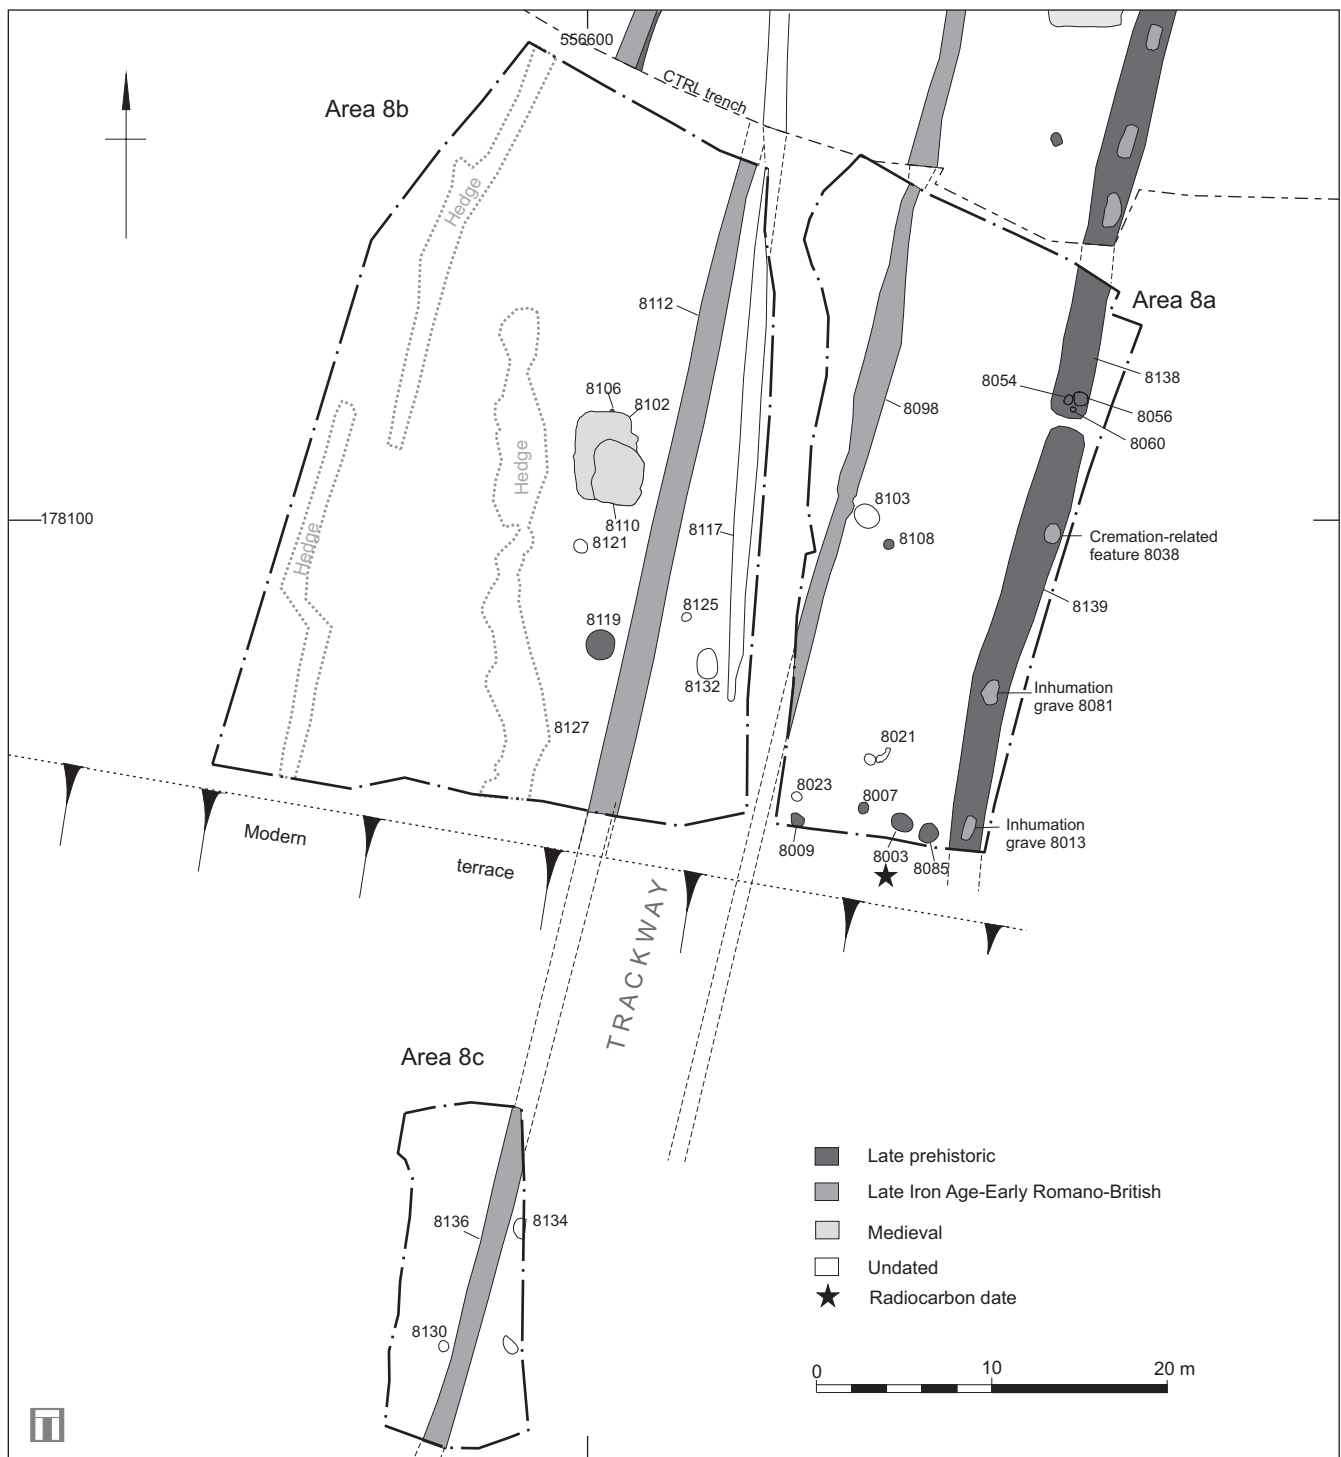 556600
CTRL trench
Area 8b
Hedge
Area 8a
8112
8138
8054
8106
8102
8098
8056
8060
Hedge
8103
178100
8110
8117
8108
Cremation-related
feature 8038
8121
Hedge
8139
8119
8125
8132
Inhumation
grave 8081
8127
8021
8023
8007
Modern
8009
8003
8085
Inhumation
grave 8013
terrace
TRACKWAY
Area 8c
Late prehistoric
Late Iron Age-Early Romano-British
8136
8134
Medieval
Undated
Radiocarbon date
8130
0
10
20 m